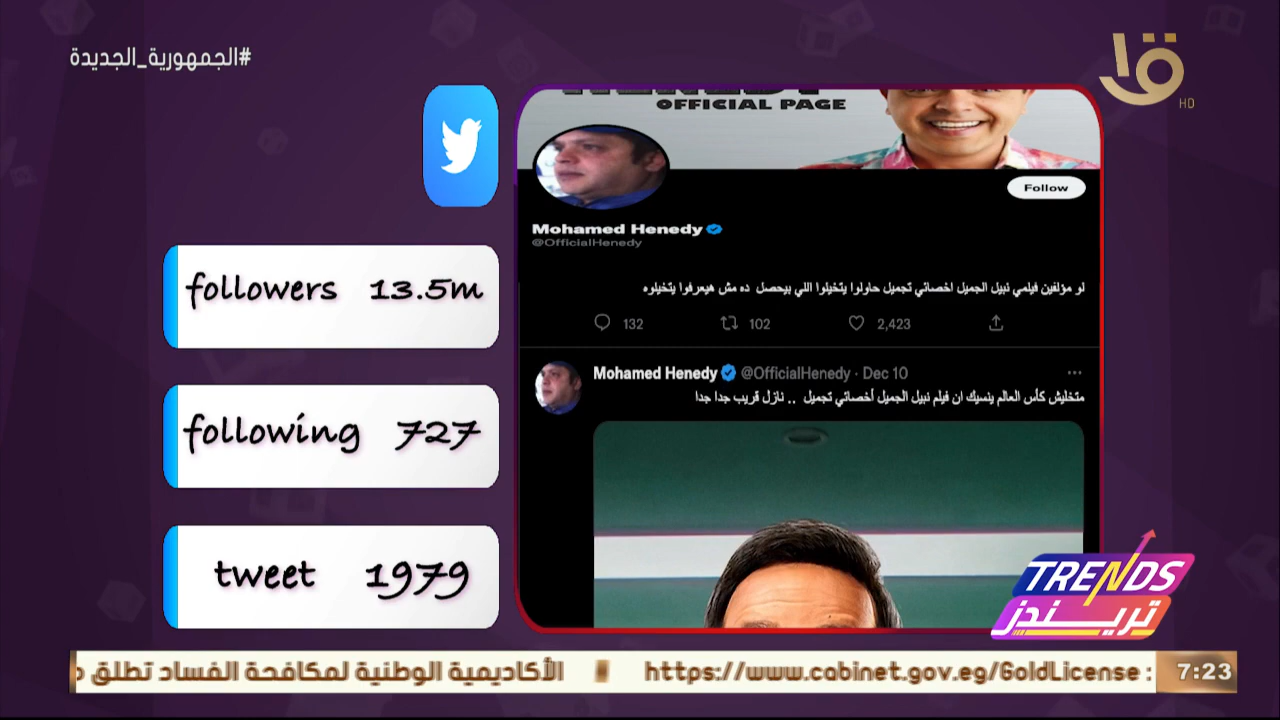 #الجمهورية_الجديدة
HD
OFFICIAL PAGE
Follow
Mohamed Henedy
@OfficialHenedy
لو مؤلفين فيلمي نبيل الجميل اخصائي تجميل حاولوا يتخيلوا اللي بيحصل ده مش هيعرفوا يتخيلوه
132 102 2,423
Mohamed Henedy @OfficialHenedy · Dec 10 ...
متخليش كأس العالم ينسيك ان فيلم نبيل الجميل أخصائي تجميل .. نازل قريب جدا جدا
followers 13.5m
following 727
tweet 1979
TRENDS
تريندز
https://www.cabinet.gov.eg/GoldLicense : الأكاديمية الوطنية لمكافحة الفساد تطلق
7:23